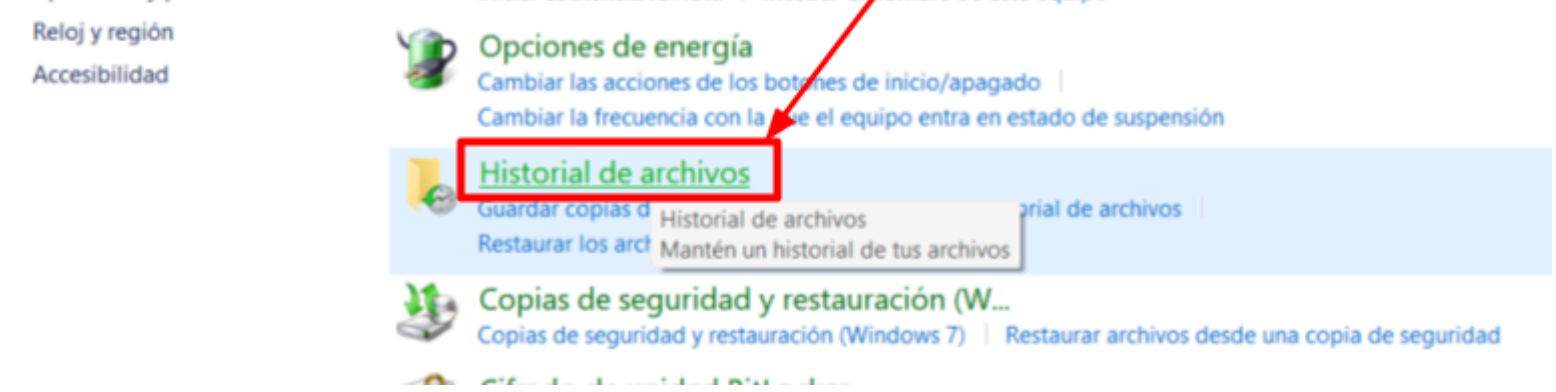 Reloj y región
Accesibilidad
Opciones de energía
Cambiar las acciones de los botones de inicio/apagado
Cambiar la frecuencia con la que el equipo entra en estado de suspensión
Historial de archivos
Guardar copias d
orial de archivos
Historial de archivos
Restaurar los arch
Mantén un historial de tus archivos
Copias de seguridad y restauración (W...
Copias de seguridad y restauración (Windows 7) Restaurar archivos desde una copia de seguridad